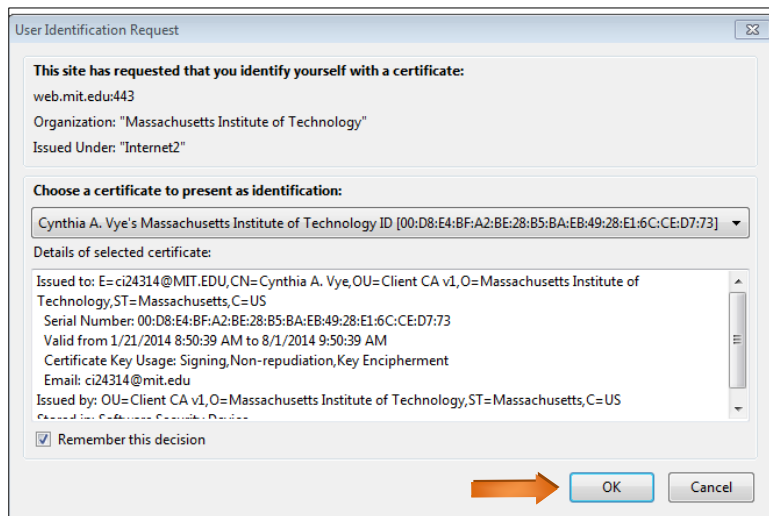 User Identification Request
This site has requested that you identify yourself with a certificate:
web.mit.edu:443
Organization: "Massachusetts Institute of Technology"
Issued Under: "Internet2"
Choose a certificate to present as identification:
Cynthia A. Vye's Massachusetts Institute of Technology ID [00:D8:E4:BF:A2:BE:28:B5:BA:EB:49:28:E1:6C:CE:D7:73]
Details of selected certificate:
Issued to: E=ci24314@MIT.EDU,CN=Cynthia A. Vye,OU=Client CA v1,O=Massachusetts Institute of
Technology,ST=Massachusetts,C=US
Serial Number: 00:D8:E4:BF:A2:BE:28:B5:BA:EB:49:28:E1:6C:CE:D7:73
Valid from 1/21/2014 8:50:39 AM to 8/1/2014 9:50:39 AM
Certificate Key Usage: Signing,Non-repudiation,Key Encipherment
Email: ci24314@mit.edu
Issued by: OU=Client CA v1,O=Massachusetts Institute of Technology,ST=Massachusetts,C=US
Stored in: Software Security Device
Remember this decision
OK Cancel